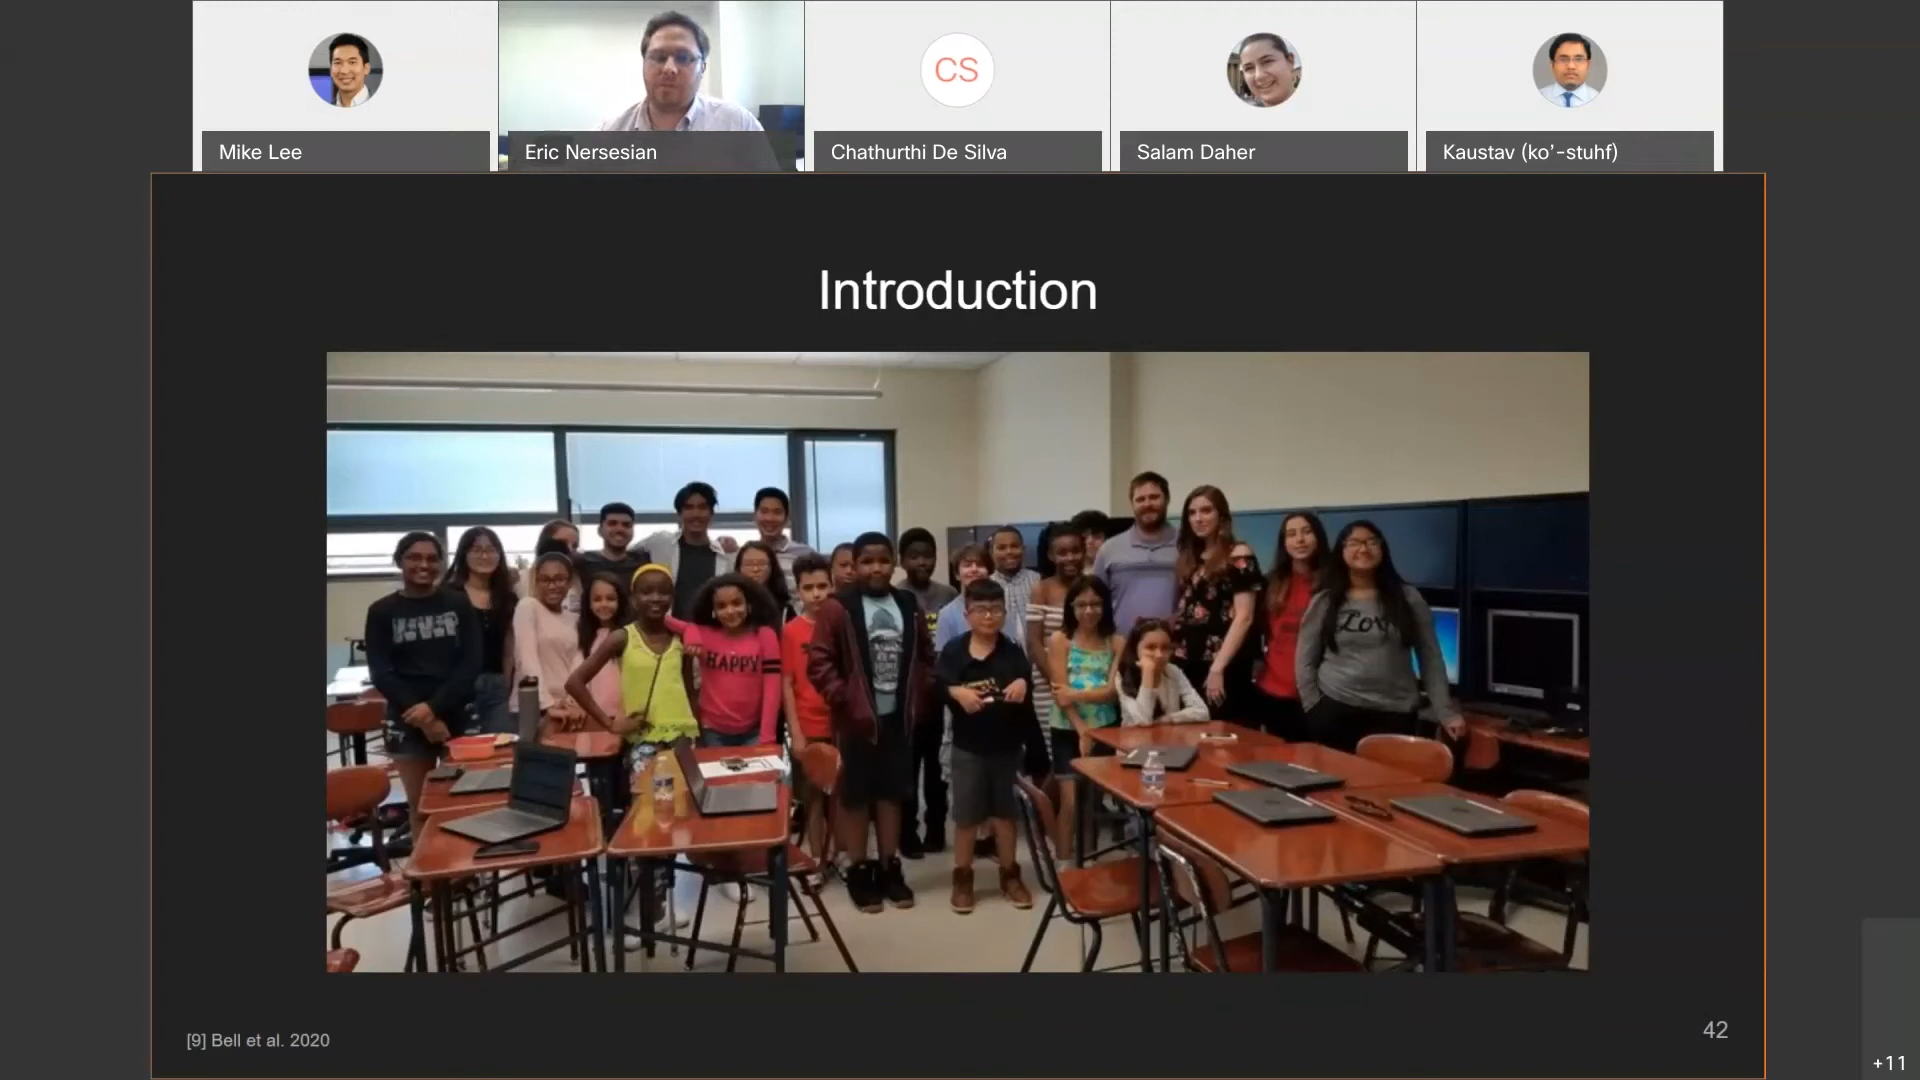 CS
Mike Lee
Eric Nersesian
Chathurthi De Silva
Salam Daher
Kaustav (ko’-stuhf)
Introduction
HAPPY
Love
[9] Bell et al. 2020
42
+11